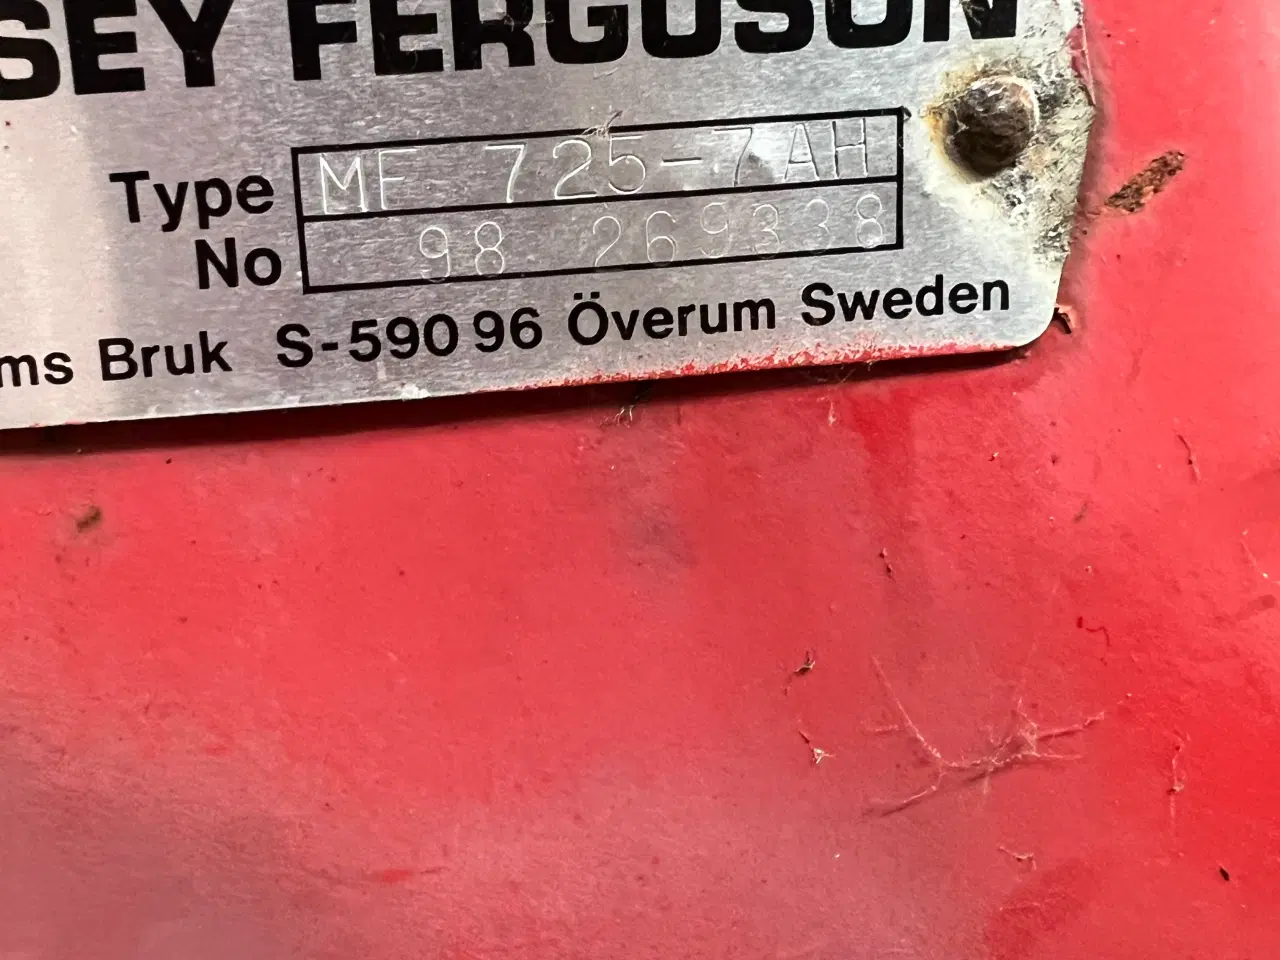 SEY FERGUSON
Type MF 725-7AH
No 98 269338
ms Bruk S-590 96 Överum Sweden